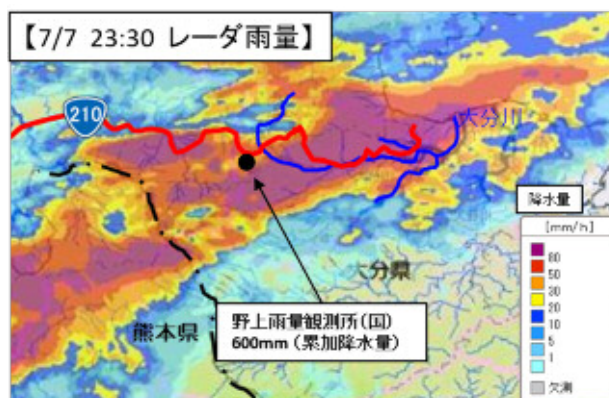 【7/7 23:30 レーダ雨量】
210
大分川
降水量
[mm/h]
80
50
30
20
10
5
1
欠測
大分県
熊本県
野上雨量観測所(国)
600mm(累加降水量)